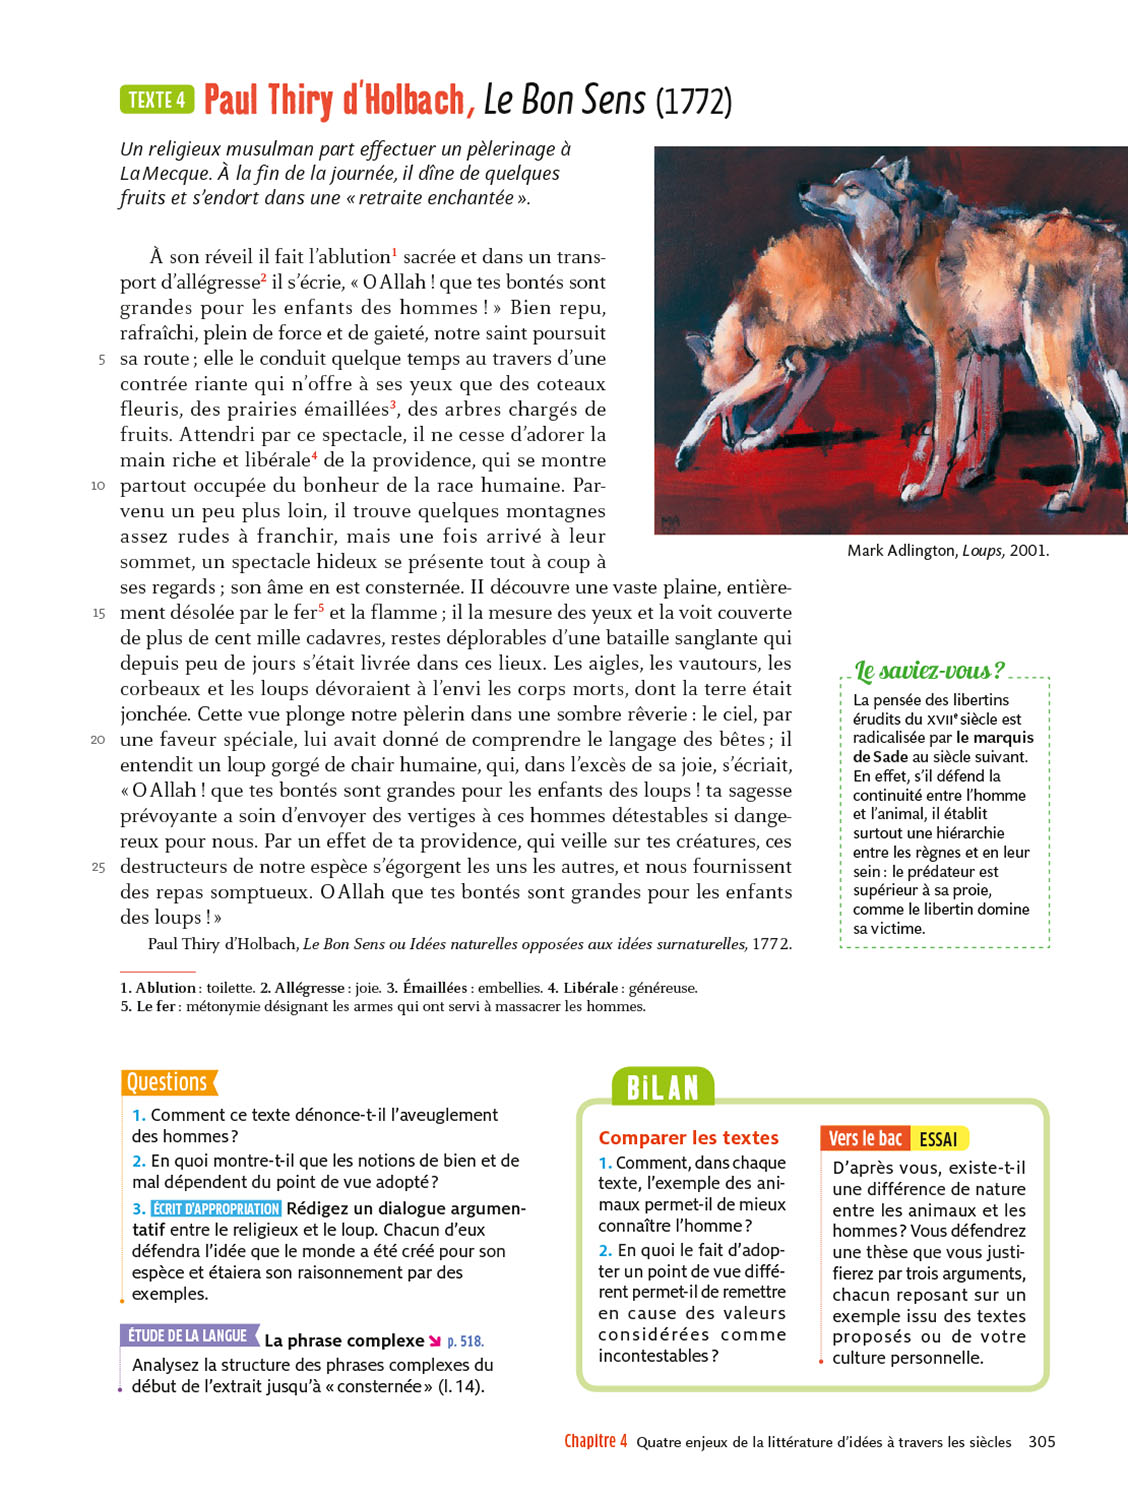 TEXTE 4 Paul Thiry d'Holbach, Le Bon Sens (1772)
Un religieux musulman part effectuer un pèlerinage à
La Mecque. À la fin de la journée, il dîne de quelques
fruits et s'endort dans une « retraite enchantée ».
À son réveil il fait l'ablution1 sacrée et dans un trans-
port d'allégresse2 il s'écrie, « O Allah ! que tes bontés sont
grandes pour les enfants des hommes ! » Bien repu,
rafraîchi, plein de force et de gaieté, notre saint poursuit
5 sa route ; elle le conduit quelque temps au travers d'une
contrée riante qui n'offre à ses yeux que des coteaux
fleuris, des prairies émaillées3, des arbres chargés de
fruits. Attendri par ce spectacle, il ne cesse d'adorer la
main riche et libérale4 de la providence, qui se montre
10 partout occupée du bonheur de la race humaine. Par-
venu un peu plus loin, il trouve quelques montagnes
assez rudes à franchir, mais une fois arrivé à leur
sommet, un spectacle hideux se présente tout à coup à
ses regards ; son âme en est consternée. II découvre une vaste plaine, entière-
15 ment désolée par le fer5 et la flamme ; il la mesure des yeux et la voit couverte
de plus de cent mille cadavres, restes déplorables d'une bataille sanglante qui
depuis peu de jours s'était livrée dans ces lieux. Les aigles, les vautours, les
corbeaux et les loups dévoraient à l'envi les corps morts, dont la terre était
jonchée. Cette vue plonge notre pèlerin dans une sombre rêverie : le ciel, par
20 une faveur spéciale, lui avait donné de comprendre le langage des bêtes ; il
entendit un loup gorgé de chair humaine, qui, dans l'excès de sa joie, s'écriait,
« O Allah ! que tes bontés sont grandes pour les enfants des loups ! ta sagesse
prévoyante a soin d'envoyer des vertiges à ces hommes détestables si dange-
reux pour nous. Par un effet de ta providence, qui veille sur tes créatures, ces
25 destructeurs de notre espèce s'égorgent les uns les autres, et nous fournissent
des repas somptueux. O Allah que tes bontés sont grandes pour les enfants
des loups ! »
Paul Thiry d'Holbach, Le Bon Sens ou Idées naturelles opposées aux idées surnaturelles, 1772.
1. Ablution : toilette. 2. Allégresse : joie. 3. Émaillées : embellies. 4. Libérale : généreuse.
5. Le fer : métonymie désignant les armes qui ont servi à massacrer les hommes.
MA
Mark Adlington, Loups, 2001.
Le saviez-vous ?
La pensée des libertins
érudits du XVIIe siècle est
radicalisée par le marquis
de Sade au siècle suivant.
En effet, s'il défend la
continuité entre l'homme
et l'animal, il établit
surtout une hiérarchie
entre les règnes et en leur
sein : le prédateur est
supérieur à sa proie,
comme le libertin domine
sa victime.
Questions
1. Comment ce texte dénonce-t-il l'aveuglement
des hommes ?
2. En quoi montre-t-il que les notions de bien et de
mal dépendent du point de vue adopté ?
3. ÉCRIT D'APPROPRIATION Rédigez un dialogue argumen-
tatif entre le religieux et le loup. Chacun d'eux
défendra l'idée que le monde a été créé pour son
espèce et étaiera son raisonnement par des
exemples.
ÉTUDE DE LA LANGUE La phrase complexe p. 518.
Analysez la structure des phrases complexes du
début de l'extrait jusqu'à « consternée » (l. 14).
BiLAN
Comparer les textes
1. Comment, dans chaque
texte, l'exemple des ani-
maux permet-il de mieux
connaître l'homme ?
2. En quoi le fait d'adop-
ter un point de vue diffé-
rent permet-il de remettre
en cause des valeurs
considérées comme
incontestables ?
Vers le bac ESSAI
D'après vous, existe-t-il
une différence de nature
entre les animaux et les
hommes ? Vous défendrez
une thèse que vous justi-
fierez par trois arguments,
chacun reposant sur un
exemple issu des textes
proposés ou de votre
culture personnelle.
Chapitre 4 Quatre enjeux de la littérature d'idées à travers les siècles 305